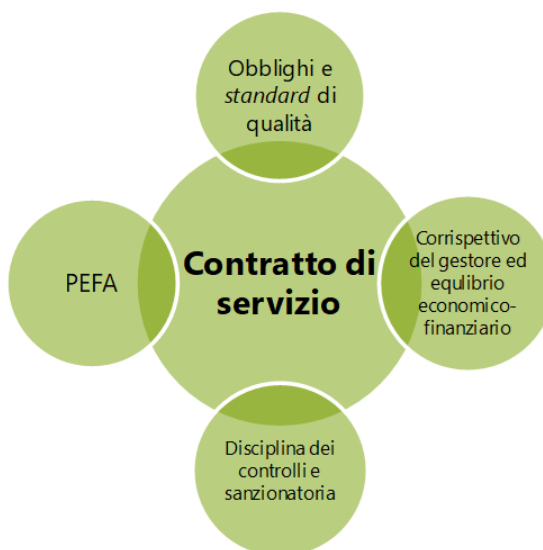 Obblighi e
standard di
qualità
PEFA
Contratto di
servizio
Corrispettivo
del gestore ed
equlibrio
economico-
finanziario
Disciplina dei
controlli e
sanzionatoria